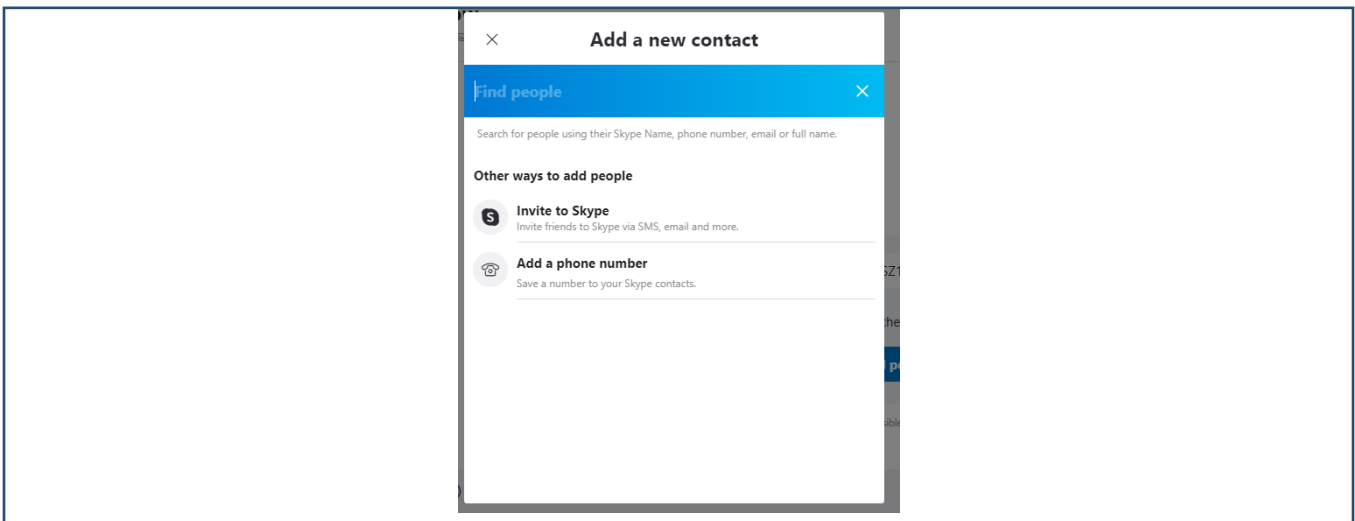 Add a new contact
Find people
Search for people using their Skype Name, phone number, email or full name.
Other ways to add people
Invite to Skype
Invite friends to Skype via SMS, email and more.
Add a phone number
Save a number to your Skype contacts.